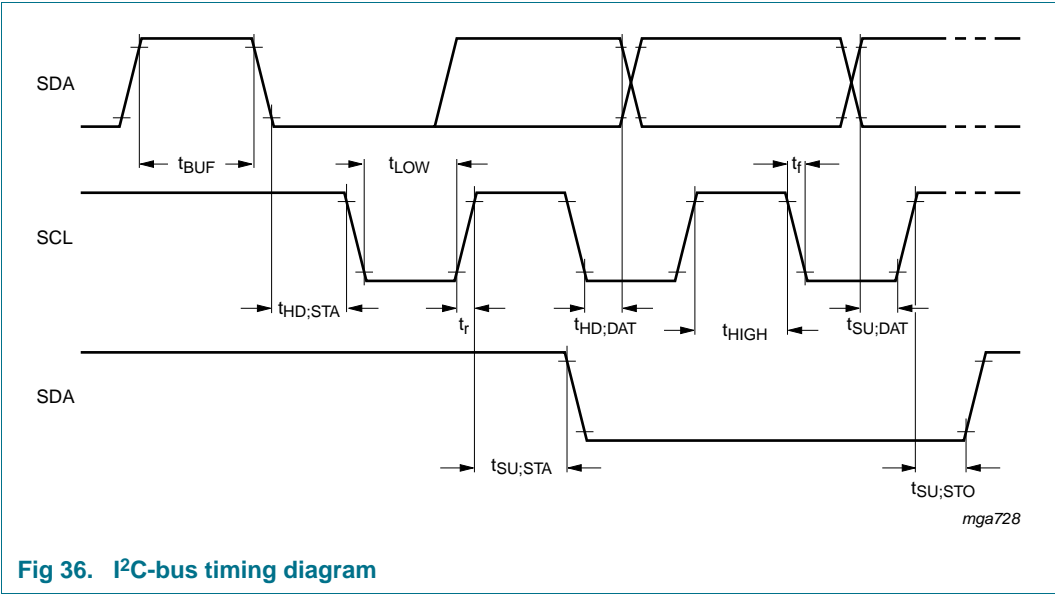 SDA
tBUF
tLOW
tf
SCL
tHD;STA
tr
tHD;DAT
tHIGH
tSU;DAT
SDA
tSU;STA
tSU;STO
mga728
Fig 36. I2C-bus timing diagram